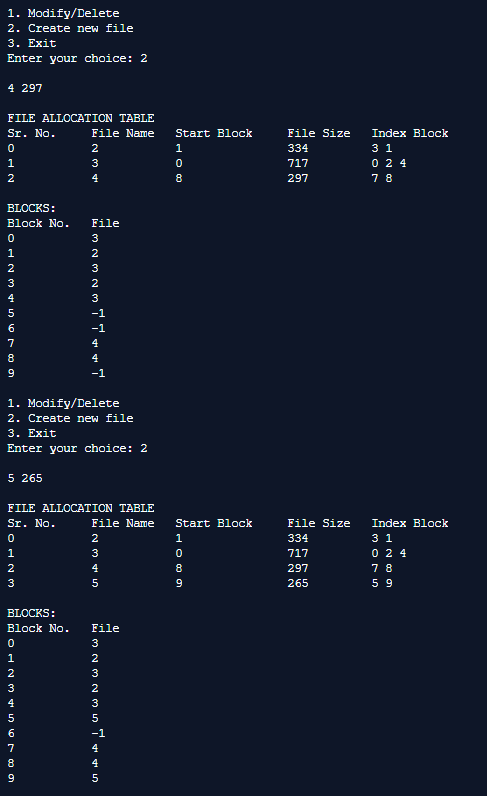 1. Modify/Delete
2. Create new file
3. Exit
Enter your choice: 2
4 297
FILE ALLOCATION TABLE
Sr. No. File Name Start Block File Size Index Block
0 2 1 334 3 1
1 3 0 717 0 2 4
2 4 8 297 7 8
BLOCKS:
Block No. File
0 3
1 2
2 3
3 2
4 3
5 -1
6 -1
7 4
8 4
9 -1
1. Modify/Delete
2. Create new file
3. Exit
Enter your choice: 2
5 265
FILE ALLOCATION TABLE
Sr. No. File Name Start Block File Size Index Block
0 2 1 334 3 1
1 3 0 717 0 2 4
2 4 8 297 7 8
3 5 9 265 5 9
BLOCKS:
Block No. File
0 3
1 2
2 3
3 2
4 3
5 5
6 -1
7 4
8 4
9 5